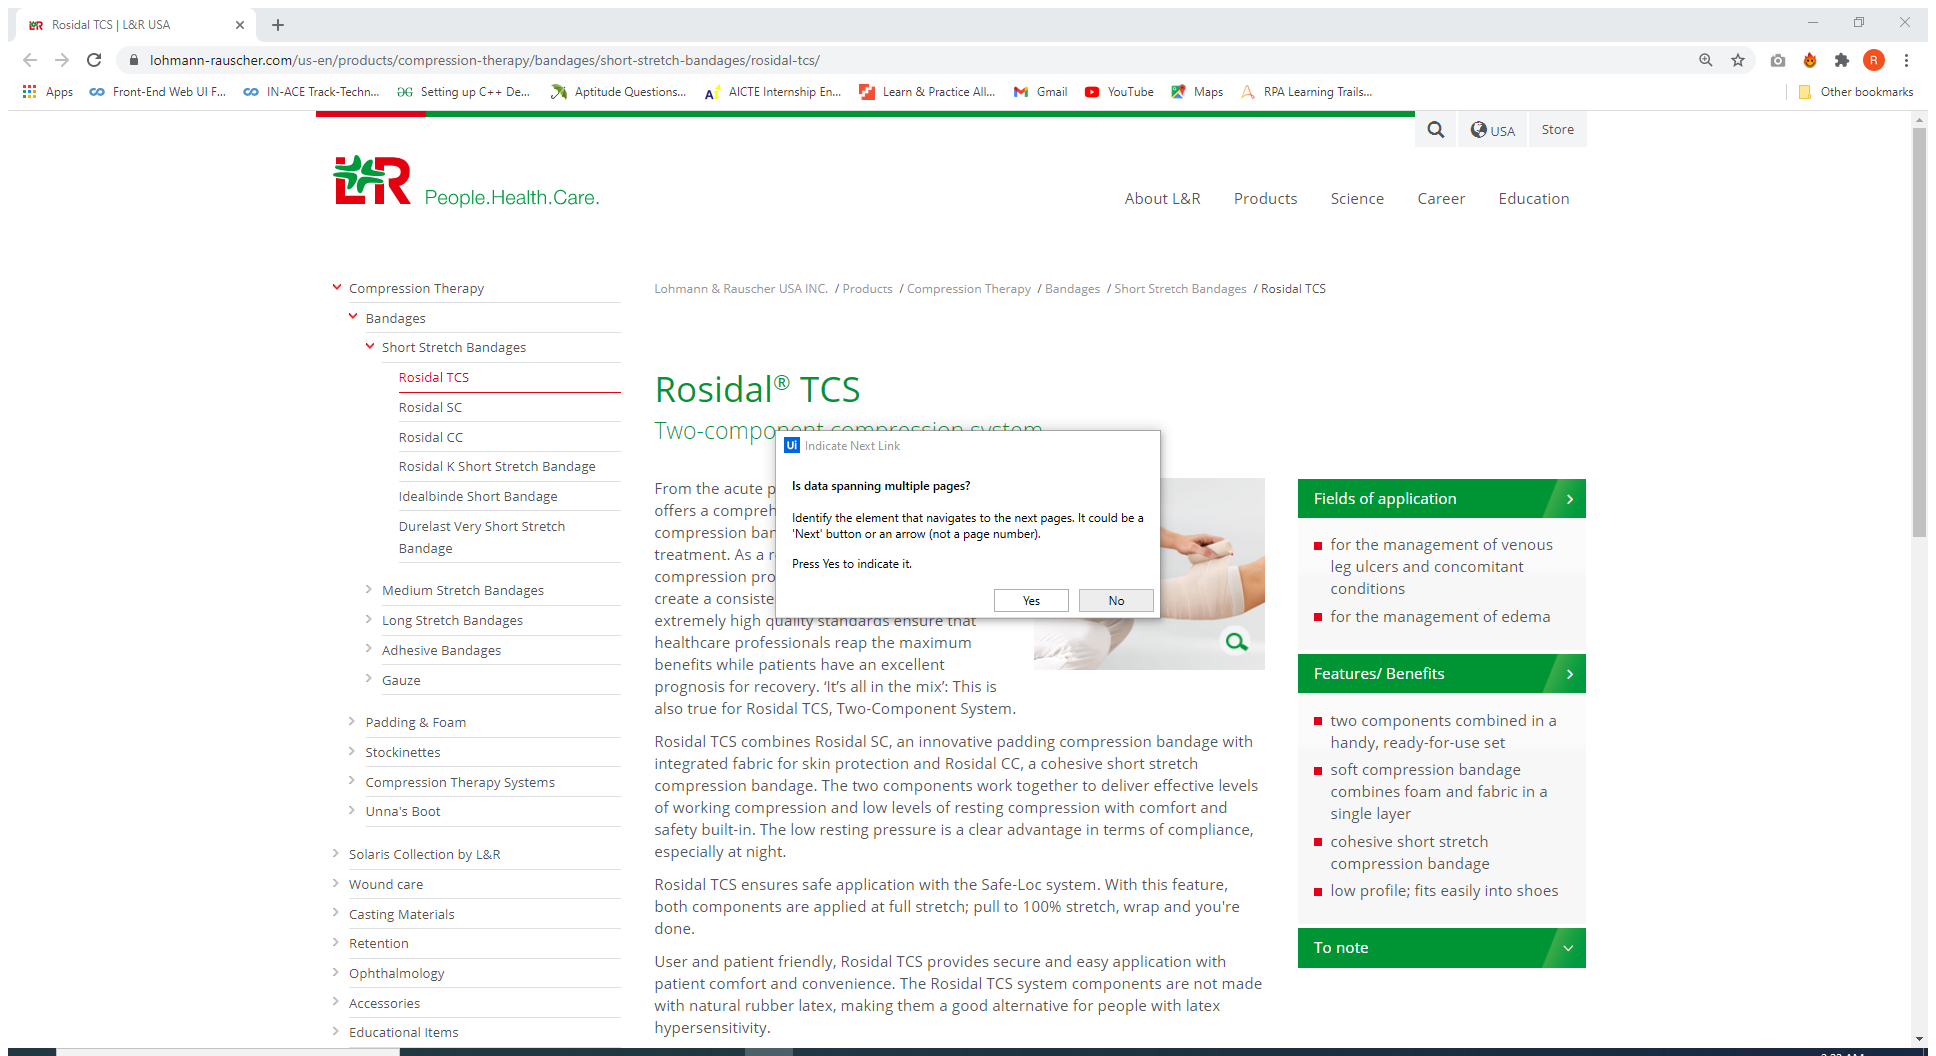 Rosidal TCS | L&R USA
lohmann-rauscher.com/us-en/products/compression-therapy/bandages/short-stretch-bandages/rosidal-tcs/
R
Apps
Front-End Web UI F...
IN-ACE Track-Techn...
Setting up C++ De...
Aptitude Questions...
AICTE Internship En...
Learn & Practice All...
Gmail
YouTube
Maps
RPA Learning Trails...
Other bookmarks
USA
Store
L&R
People.Health.Care.
About L&R
Products
Science
Career
Education
Compression Therapy
Bandages
Short Stretch Bandages
Rosidal TCS
Rosidal SC
Rosidal CC
Rosidal K Short Stretch Bandage
Idealbinde Short Bandage
Durelast Very Short Stretch
Bandage
Medium Stretch Bandages
Long Stretch Bandages
Adhesive Bandages
Gauze
Padding & Foam
Stockinettes
Compression Therapy Systems
Unna's Boot
Solaris Collection by L&R
Wound care
Casting Materials
Retention
Ophthalmology
Accessories
Educational Items
Lohmann & Rauscher USA INC. / Products / Compression Therapy / Bandages / Short Stretch Bandages / Rosidal TCS
Rosidal® TCS
Two-component compression system
From the acute p
offers a compreh
compression ban
treatment. As a r
compression pro
create a consiste
extremely high quality standards ensure that
healthcare professionals reap the maximum
benefits while patients have an excellent
prognosis for recovery. ‘It’s all in the mix’: This is
also true for Rosidal TCS, Two-Component System.
Rosidal TCS combines Rosidal SC, an innovative padding compression bandage with
integrated fabric for skin protection and Rosidal CC, a cohesive short stretch
compression bandage. The two components work together to deliver effective levels
of working compression and low levels of resting compression with comfort and
safety built-in. The low resting pressure is a clear advantage in terms of compliance,
especially at night.
Rosidal TCS ensures safe application with the Safe-Loc system. With this feature,
both components are applied at full stretch; pull to 100% stretch, wrap and you're
done.
User and patient friendly, Rosidal TCS provides secure and easy application with
patient comfort and convenience. The Rosidal TCS system components are not made
with natural rubber latex, making them a good alternative for people with latex
hypersensitivity.
Ui Indicate Next Link
Is data spanning multiple pages?
Identify the element that navigates to the next pages. It could be a
'Next' button or an arrow (not a page number).
Press Yes to indicate it.
Yes
No
Fields of application
for the management of venous
leg ulcers and concomitant
conditions
for the management of edema
Features/ Benefits
two components combined in a
handy, ready-for-use set
soft compression bandage
combines foam and fabric in a
single layer
cohesive short stretch
compression bandage
low profile; fits easily into shoes
To note